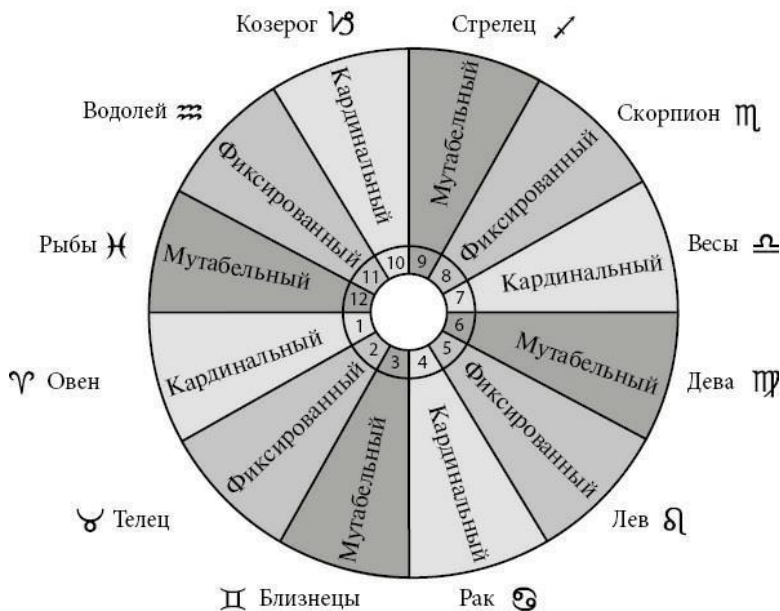 Козерог ♑
Стрелец ♐
Водолей ♒
Скорпион ♏
Рыбы ♓
Весы ♎
♈ Овен
Дева ♍
♉ Телец
Лев ♌
♊ Близнецы
Рак ♋
Кардинальный
Мутабельный
Фиксированный
Фиксированный
Мутабельный
Кардинальный
Кардинальный
Мутабельный
Фиксированный
Фиксированный
Мутабельный
Кардинальный
10
9
11
8
12
7
1
6
2
5
3
4